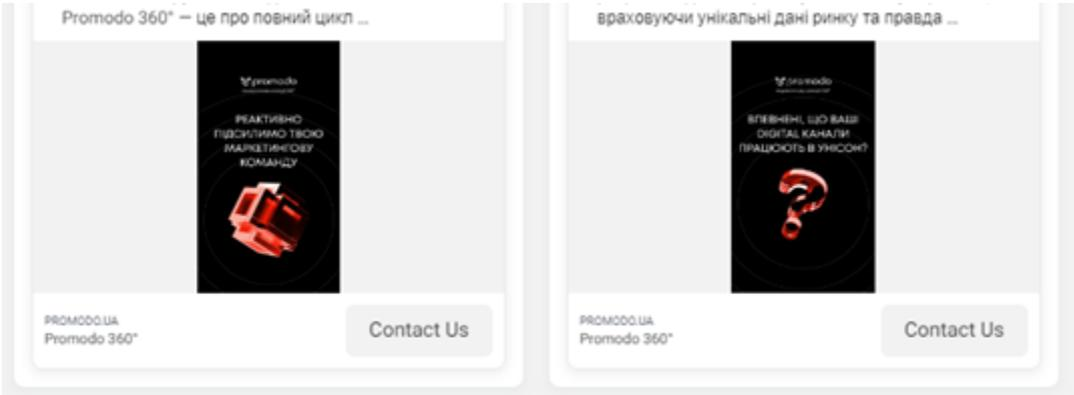 Promodo 360° — це про повний цикл ...
promodo
РЕАКТИВНО
ПІДСИЛИМО ТВОЮ
МАРКЕТИНГОВУ
КОМАНДУ
PROMODO.UA
Promodo 360°
Contact Us
враховуючи унікальні дані ринку та правда ...
promodo
ВПЕВНЕНІ, ЩО ВАШІ
DIGITAL КАНАЛИ
ПРАЦЮЮТЬ В УНІСОН?
PROMODO.UA
Promodo 360°
Contact Us